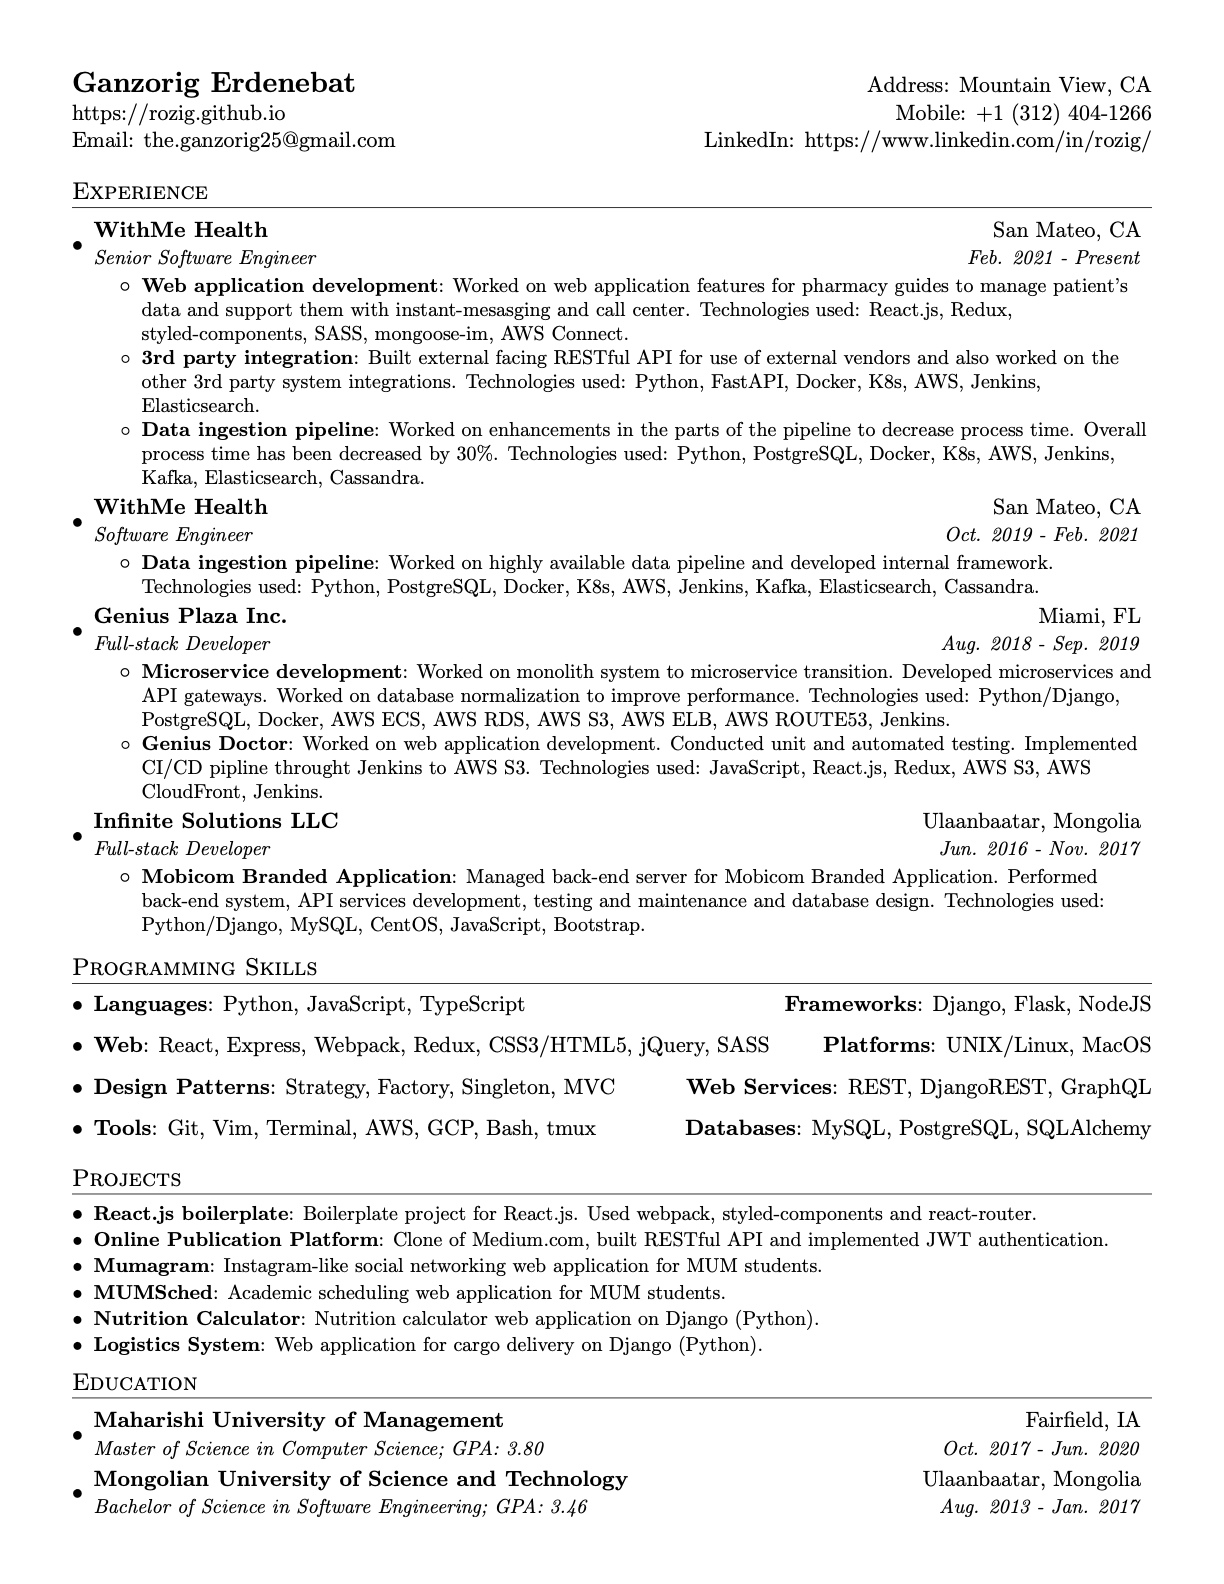 Ganzorig Erdenebat
Address: Mountain View, CA
https://rozig.github.io
Mobile: +1 (312) 404-1266
Email: the.ganzorig25@gmail.com
LinkedIn: https://www.linkedin.com/in/rozig/
Experience
• WithMe Health
San Mateo, CA
Senior Software Engineer
Feb. 2021 - Present
◦ Web application development: Worked on web application features for pharmacy guides to manage patient's
data and support them with instant-mesasging and call center. Technologies used: React.js, Redux,
styled-components, SASS, mongoose-im, AWS Connect.
◦ 3rd party integration: Built external facing RESTful API for use of external vendors and also worked on the
other 3rd party system integrations. Technologies used: Python, FastAPI, Docker, K8s, AWS, Jenkins,
Elasticsearch.
◦ Data ingestion pipeline: Worked on enhancements in the parts of the pipeline to decrease process time. Overall
process time has been decreased by 30%. Technologies used: Python, PostgreSQL, Docker, K8s, AWS, Jenkins,
Kafka, Elasticsearch, Cassandra.
• WithMe Health
San Mateo, CA
Software Engineer
Oct. 2019 - Feb. 2021
◦ Data ingestion pipeline: Worked on highly available data pipeline and developed internal framework.
Technologies used: Python, PostgreSQL, Docker, K8s, AWS, Jenkins, Kafka, Elasticsearch, Cassandra.
• Genius Plaza Inc.
Miami, FL
Full-stack Developer
Aug. 2018 - Sep. 2019
◦ Microservice development: Worked on monolith system to microservice transition. Developed microservices and
API gateways. Worked on database normalization to improve performance. Technologies used: Python/Django,
PostgreSQL, Docker, AWS ECS, AWS RDS, AWS S3, AWS ELB, AWS ROUTE53, Jenkins.
◦ Genius Doctor: Worked on web application development. Conducted unit and automated testing. Implemented
CI/CD pipline throught Jenkins to AWS S3. Technologies used: JavaScript, React.js, Redux, AWS S3, AWS
CloudFront, Jenkins.
• Infinite Solutions LLC
Ulaanbaatar, Mongolia
Full-stack Developer
Jun. 2016 - Nov. 2017
◦ Mobicom Branded Application: Managed back-end server for Mobicom Branded Application. Performed
back-end system, API services development, testing and maintenance and database design. Technologies used:
Python/Django, MySQL, CentOS, JavaScript, Bootstrap.
Programming Skills
• Languages: Python, JavaScript, TypeScript
Frameworks: Django, Flask, NodeJS
• Web: React, Express, Webpack, Redux, CSS3/HTML5, jQuery, SASS
Platforms: UNIX/Linux, MacOS
• Design Patterns: Strategy, Factory, Singleton, MVC
Web Services: REST, DjangoREST, GraphQL
• Tools: Git, Vim, Terminal, AWS, GCP, Bash, tmux
Databases: MySQL, PostgreSQL, SQLAlchemy
Projects
• React.js boilerplate: Boilerplate project for React.js. Used webpack, styled-components and react-router.
• Online Publication Platform: Clone of Medium.com, built RESTful API and implemented JWT authentication.
• Mumagram: Instagram-like social networking web application for MUM students.
• MUMSched: Academic scheduling web application for MUM students.
• Nutrition Calculator: Nutrition calculator web application on Django (Python).
• Logistics System: Web application for cargo delivery on Django (Python).
Education
• Maharishi University of Management
Fairfield, IA
Master of Science in Computer Science; GPA: 3.80
Oct. 2017 - Jun. 2020
• Mongolian University of Science and Technology
Ulaanbaatar, Mongolia
Bachelor of Science in Software Engineering; GPA: 3.46
Aug. 2013 - Jan. 2017